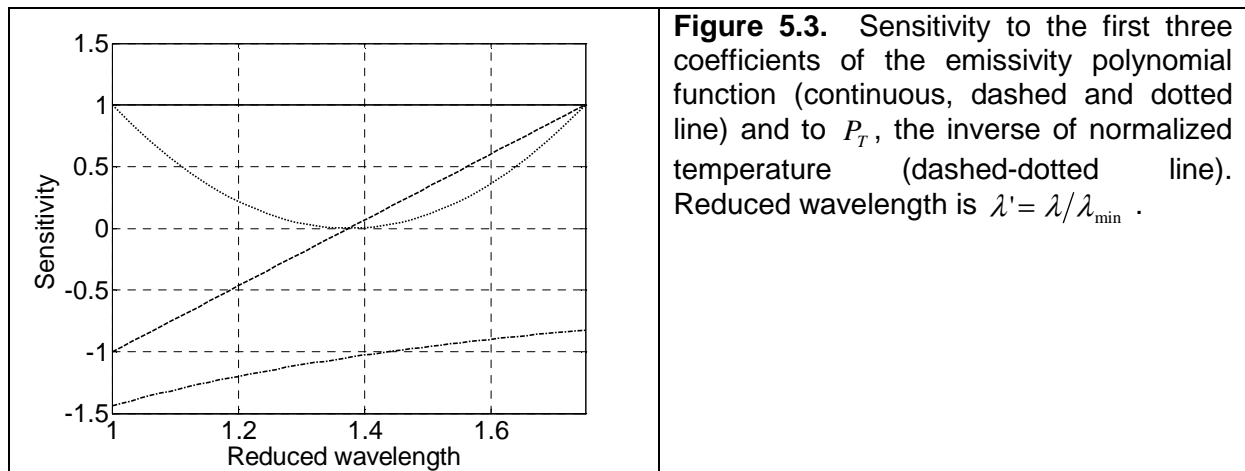 1.5
1
0.5
0
-0.5
-1
-1.5
Sensitivity
1
1.2
1.4
1.6
Reduced wavelength
Figure 5.3. Sensitivity to the first three
coefficients of the emissivity polynomial
function (continuous, dashed and dotted
line) and to P_T, the inverse of normalized
temperature (dashed-dotted line).
Reduced wavelength is λ'= λ/λ_min .